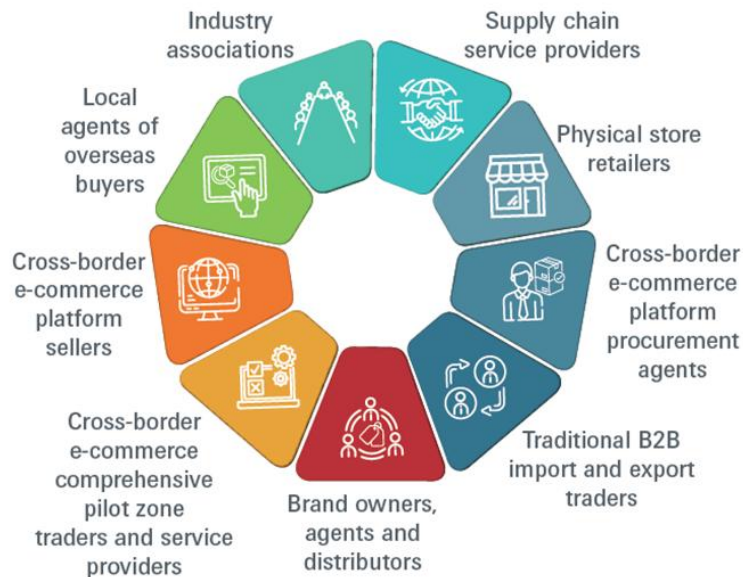 Industry
associations
Supply chain
service providers
Local
agents of
overseas
buyers
Physical store
retailers
Cross-border
e-commerce
platform
sellers
Cross-border
e-commerce
platform
procurement
agents
Cross-border
e-commerce
comprehensive
pilot zone
traders and service
providers
Brand owners,
agents and
distributors
Traditional B2B
import and export
traders